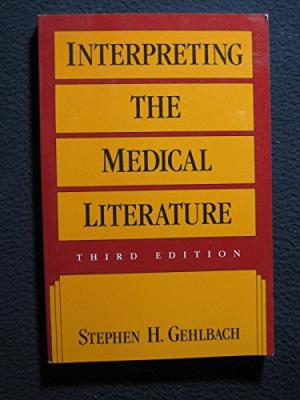 INTERPRETING
THE
MEDICAL
LITERATURE
THIRD EDITION
STEPHEN H. GEHLBACH